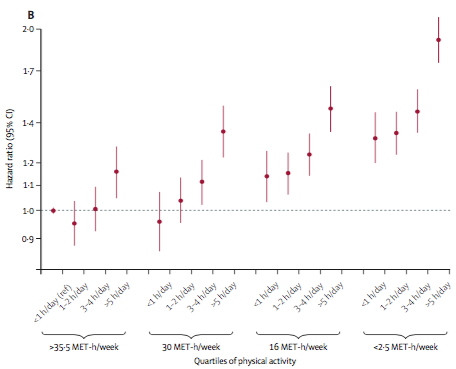 B
Hazard ratio (95% CI)
2·0
1·7
1·4
1·2
1·1
1·0
0·9
<1 h/day (ref)
1–2 h/day
3–4 h/day
>5 h/day
<1 h/day
1–2 h/day
3–4 h/day
>5 h/day
<1 h/day
1–2 h/day
3–4 h/day
>5 h/day
<1 h/day
1–2 h/day
3–4 h/day
>5 h/day
>35·5 MET-h/week
30 MET-h/week
16 MET-h/week
<2·5 MET-h/week
Quartiles of physical activity